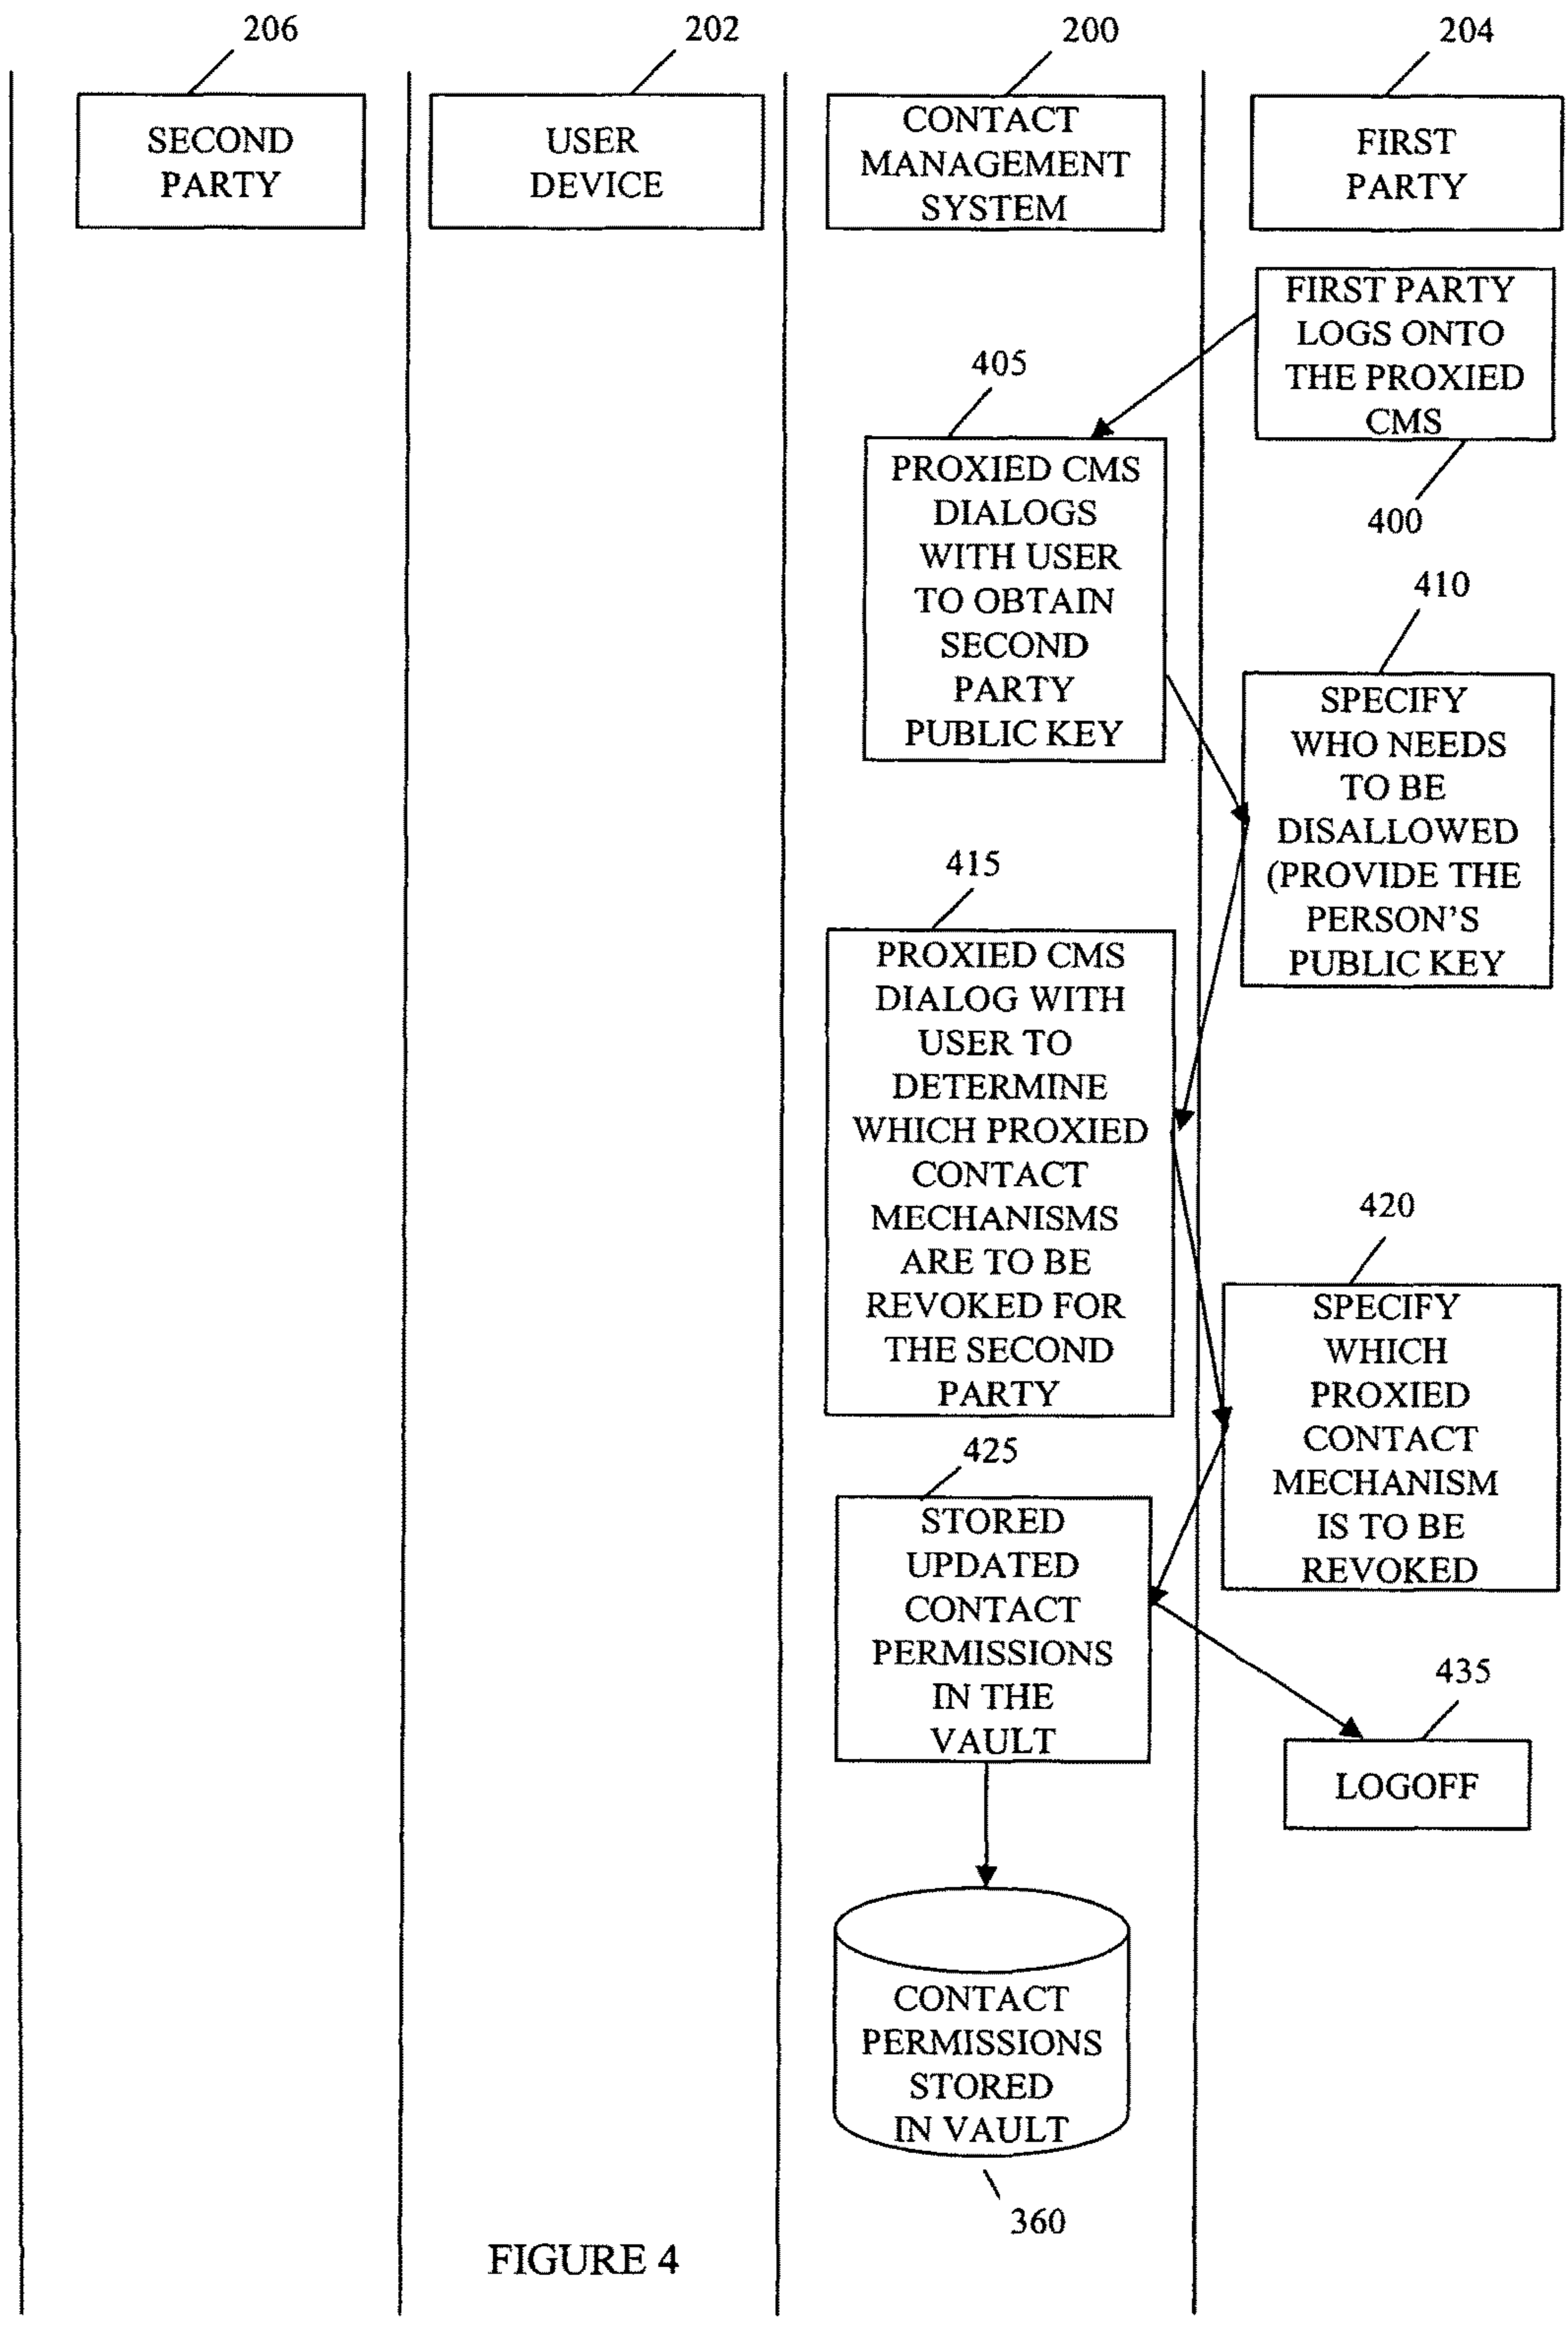 206
202
200
204
SECOND
PARTY
USER
DEVICE
CONTACT
MANAGEMENT
SYSTEM
FIRST
PARTY
FIRST PARTY
LOGS ONTO
THE PROXIED
CMS
400
405
PROXIED CMS
DIALOGS
WITH USER
TO OBTAIN
SECOND
PARTY
PUBLIC KEY
410
SPECIFY
WHO NEEDS
TO BE
DISALLOWED
(PROVIDE THE
PERSON'S
PUBLIC KEY
415
PROXIED CMS
DIALOG WITH
USER TO
DETERMINE
WHICH PROXIED
CONTACT
MECHANISMS
ARE TO BE
REVOKED FOR
THE SECOND
PARTY
420
SPECIFY
WHICH
PROXIED
CONTACT
MECHANISM
IS TO BE
REVOKED
425
STORED
UPDATED
CONTACT
PERMISSIONS
IN THE
VAULT
435
LOGOFF
CONTACT
PERMISSIONS
STORED
IN VAULT
360
FIGURE 4